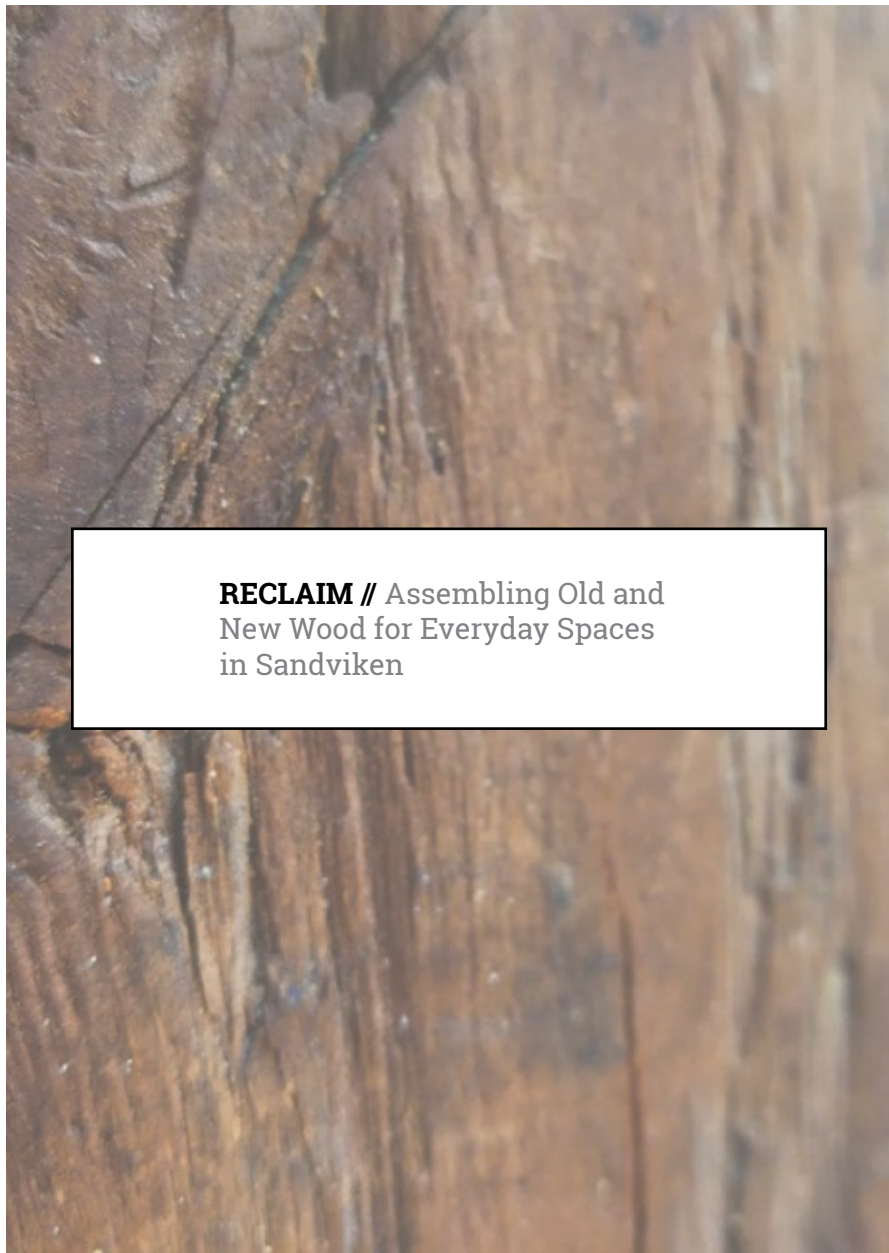 RECLAIM // Assembling Old and
New Wood for Everyday Spaces
in Sandviken